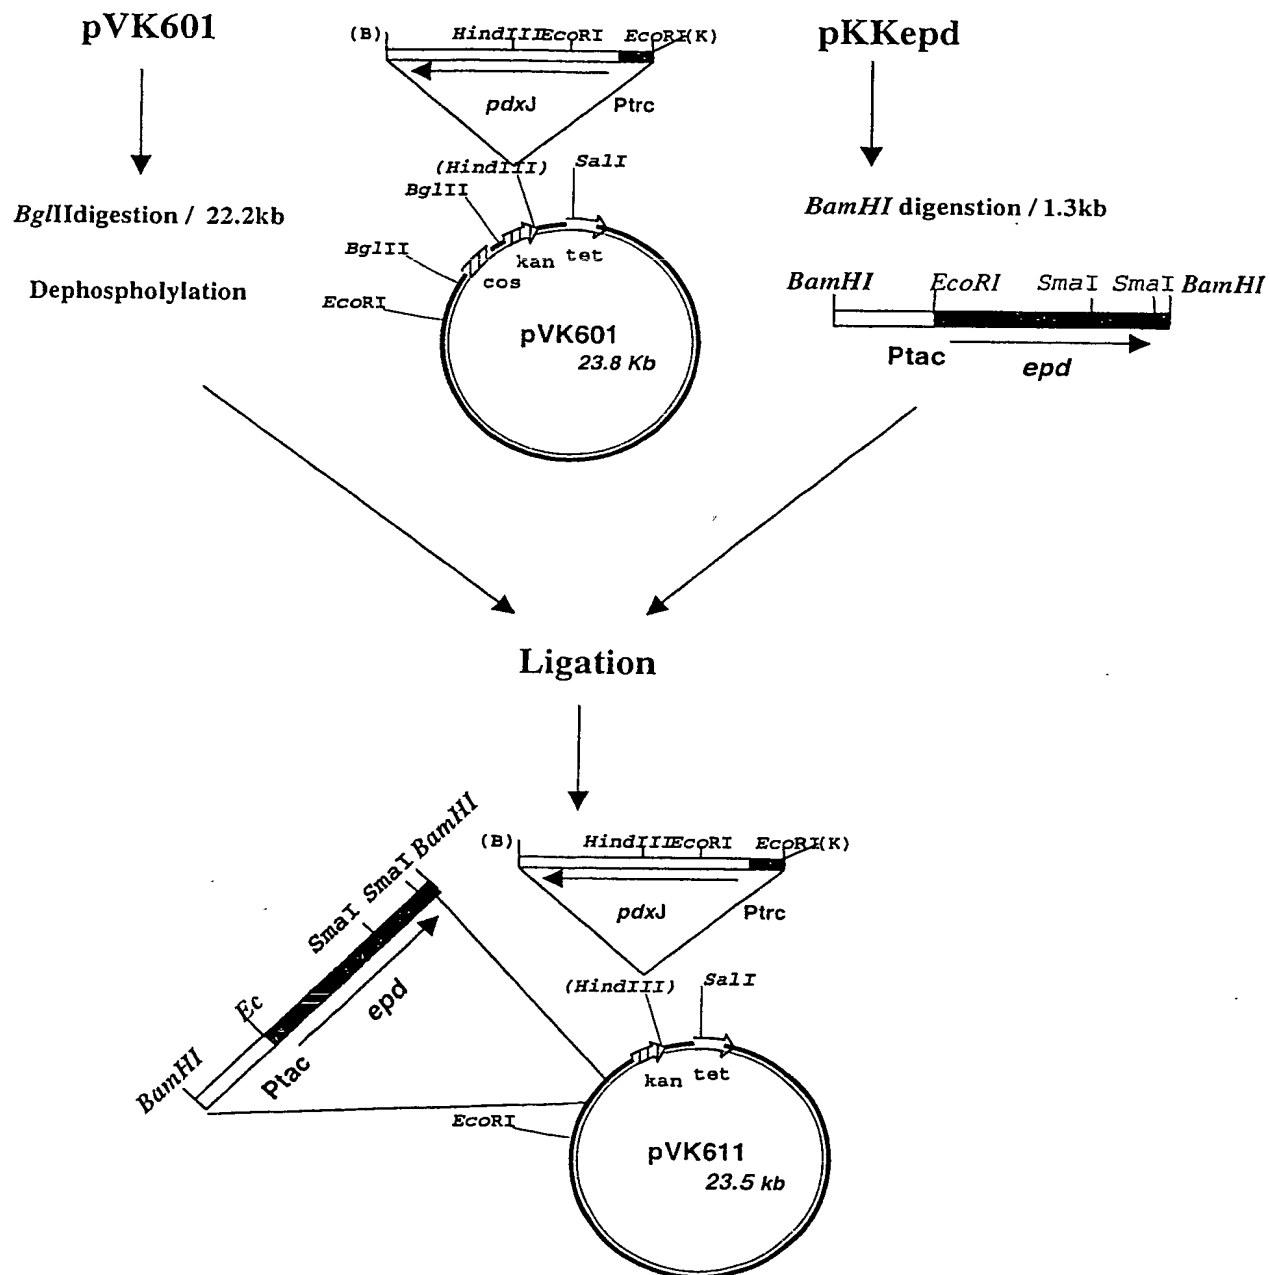 pVK601
(B) HindIII EcoRI EcoRI (K)
pKKepd
pdxJ Ptrc
(HindIII) SalI
BglII
BglIIdigestion / 22.2kb
BamHI digenstion / 1.3kb
BglII
kan tet
cos
Dephospholylation
EcoRI
BamHI EcoRI SmaI SmaI BamHI
pVK601
23.8 Kb
Ptac epd
Ligation
BamHI
(B) HindIII EcoRI EcoRI (K)
SmaI
SmaI
pdxJ Ptrc
epd
Ec
(HindIII) SalI
Ptac
BamHI
kan tet
EcoRI
pVK611
23.5 kb